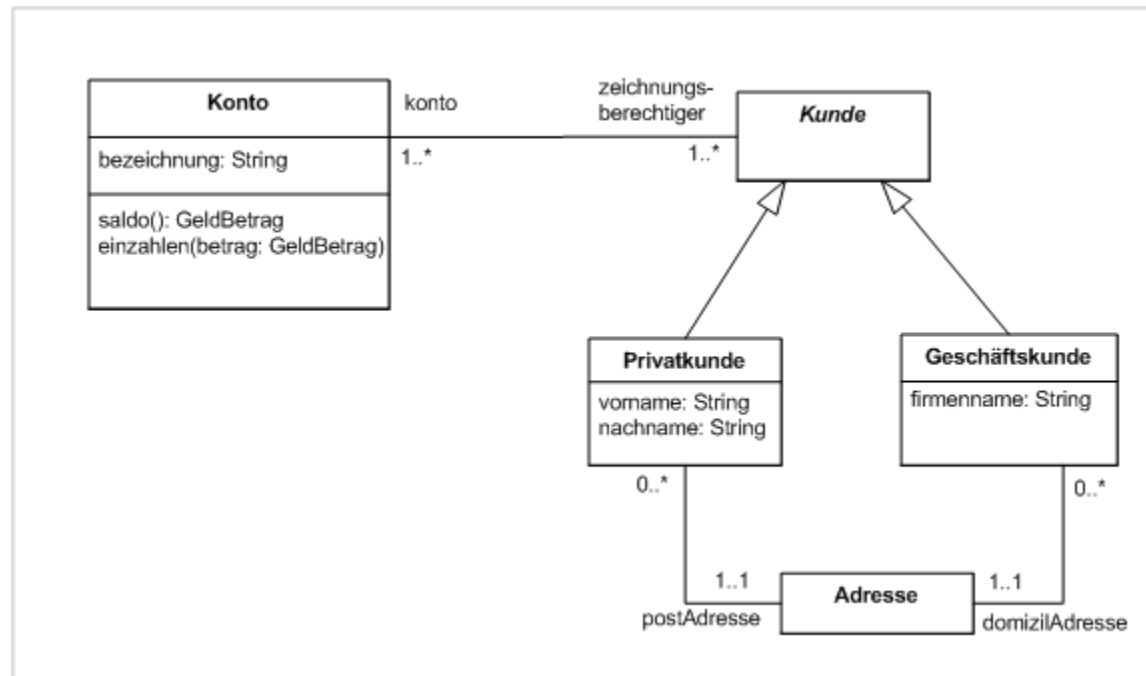 Konto
bezeichnung: String
saldo(): GeldBetrag
einzahlen(betrag: GeldBetrag)
konto
1..*
zeichnungs-
berechtiger
1..*
Kunde
Privatkunde
vorname: String
nachname: String
0..*
Geschäftskunde
firmenname: String
0..*
1..1
postAdresse
Adresse
1..1
domizilAdresse